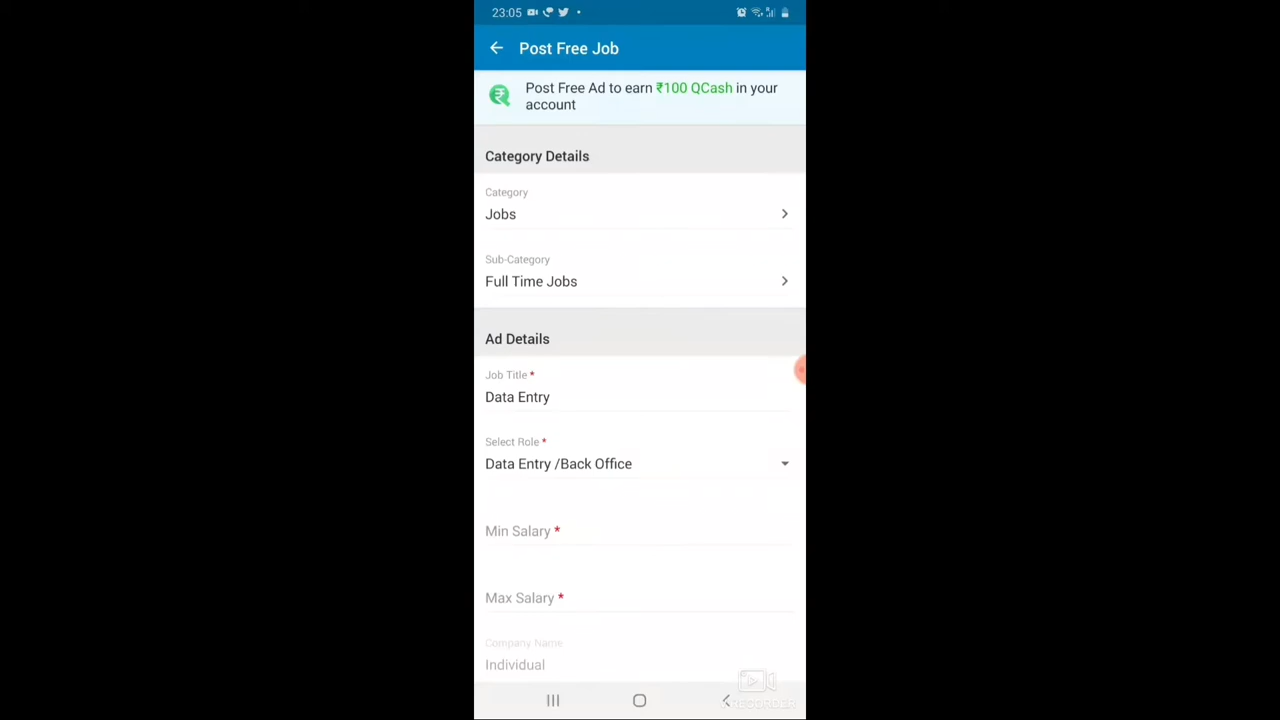 23:05
Post Free Job
Post Free Ad to earn ₹100 QCash in your
account
Category Details
Category
Jobs
Sub-Category
Full Time Jobs
Ad Details
Job Title *
Data Entry
Select Role *
Data Entry /Back Office
Min Salary *
Max Salary *
Company Name
Individual
RECORDER